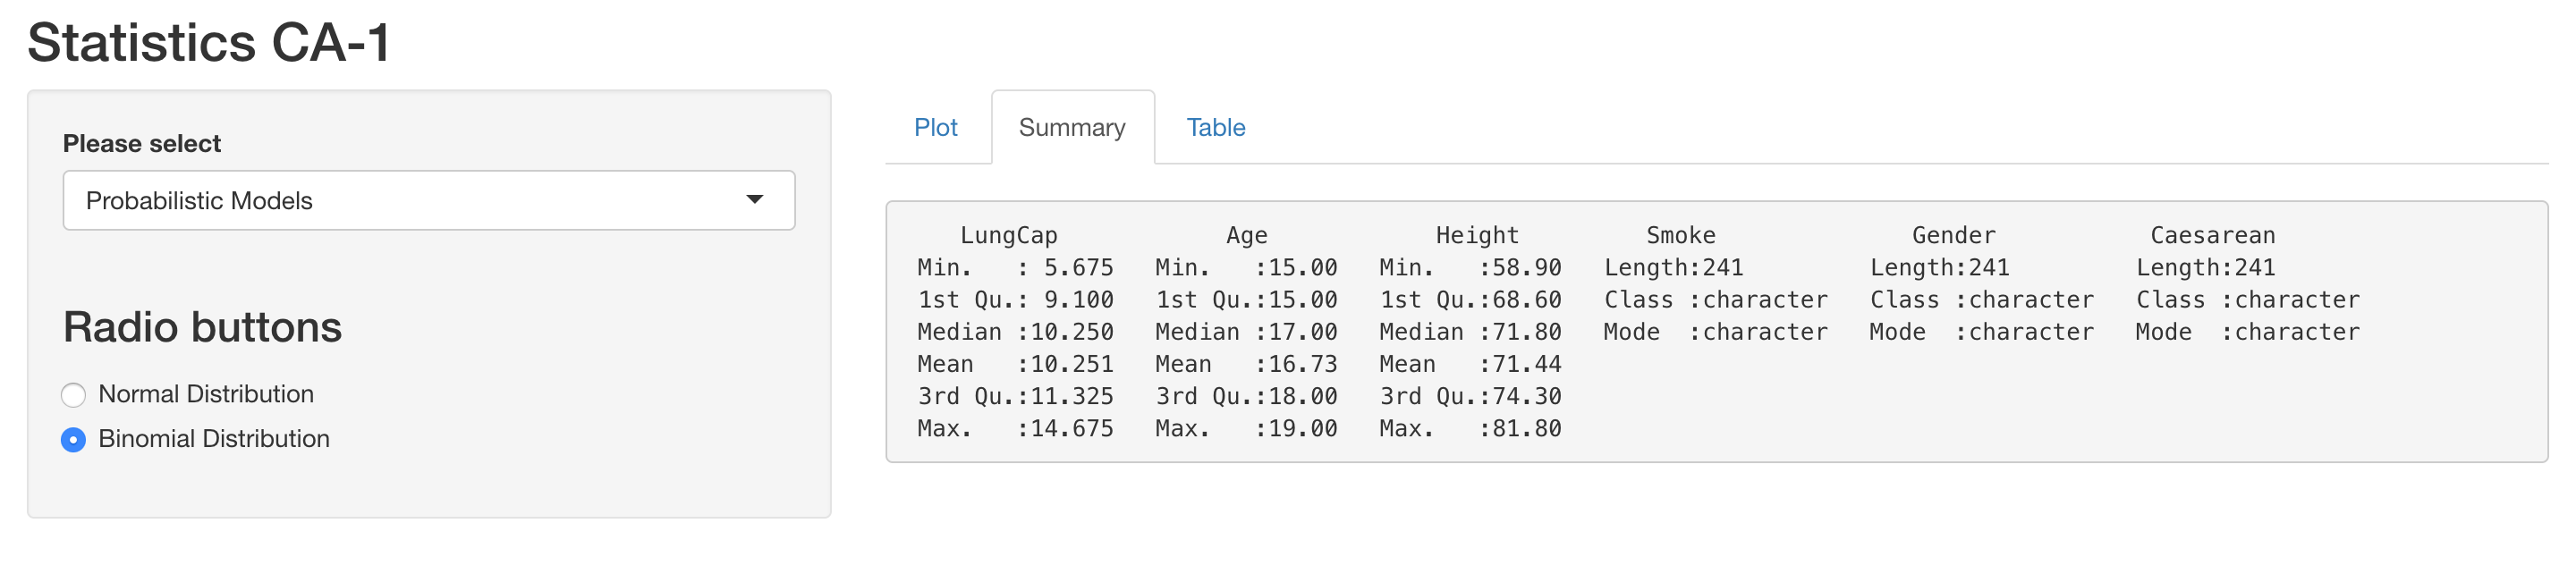 Statistics CA-1
Please select
Probabilistic Models
Radio buttons
Normal Distribution
Binomial Distribution
Plot Summary Table
LungCap Age Height Smoke Gender Caesarean
Min. : 5.675 Min. :15.00 Min. :58.90 Length:241 Length:241 Length:241
1st Qu.: 9.100 1st Qu.:15.00 1st Qu.:68.60 Class :character Class :character Class :character
Median :10.250 Median :17.00 Median :71.80 Mode :character Mode :character Mode :character
Mean :10.251 Mean :16.73 Mean :71.44
3rd Qu.:11.325 3rd Qu.:18.00 3rd Qu.:74.30
Max. :14.675 Max. :19.00 Max. :81.80